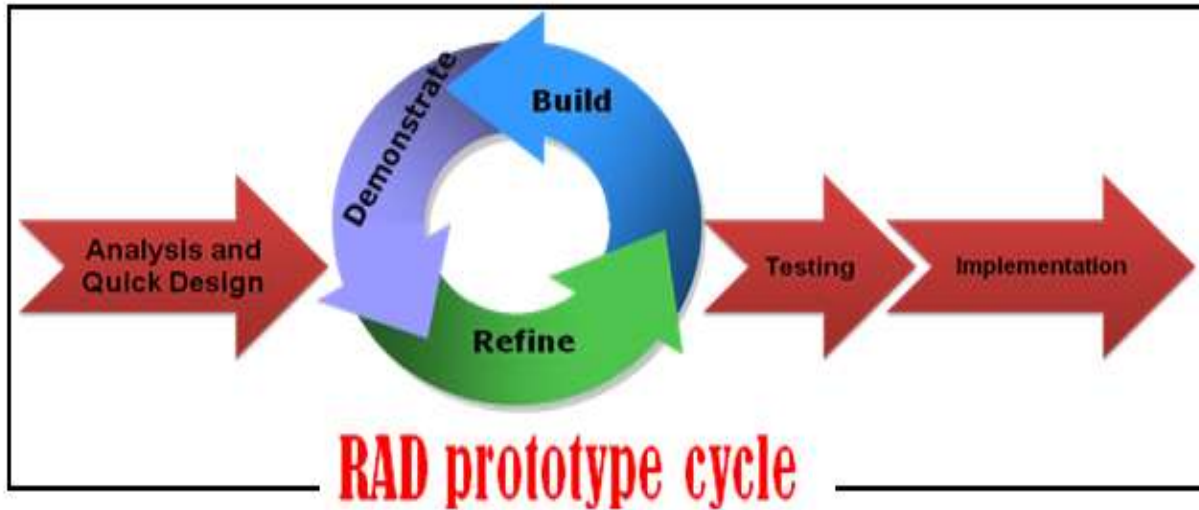 Analysis and
Quick Design
Demonstrate
Build
Refine
Testing
Implementation
RAD prototype cycle